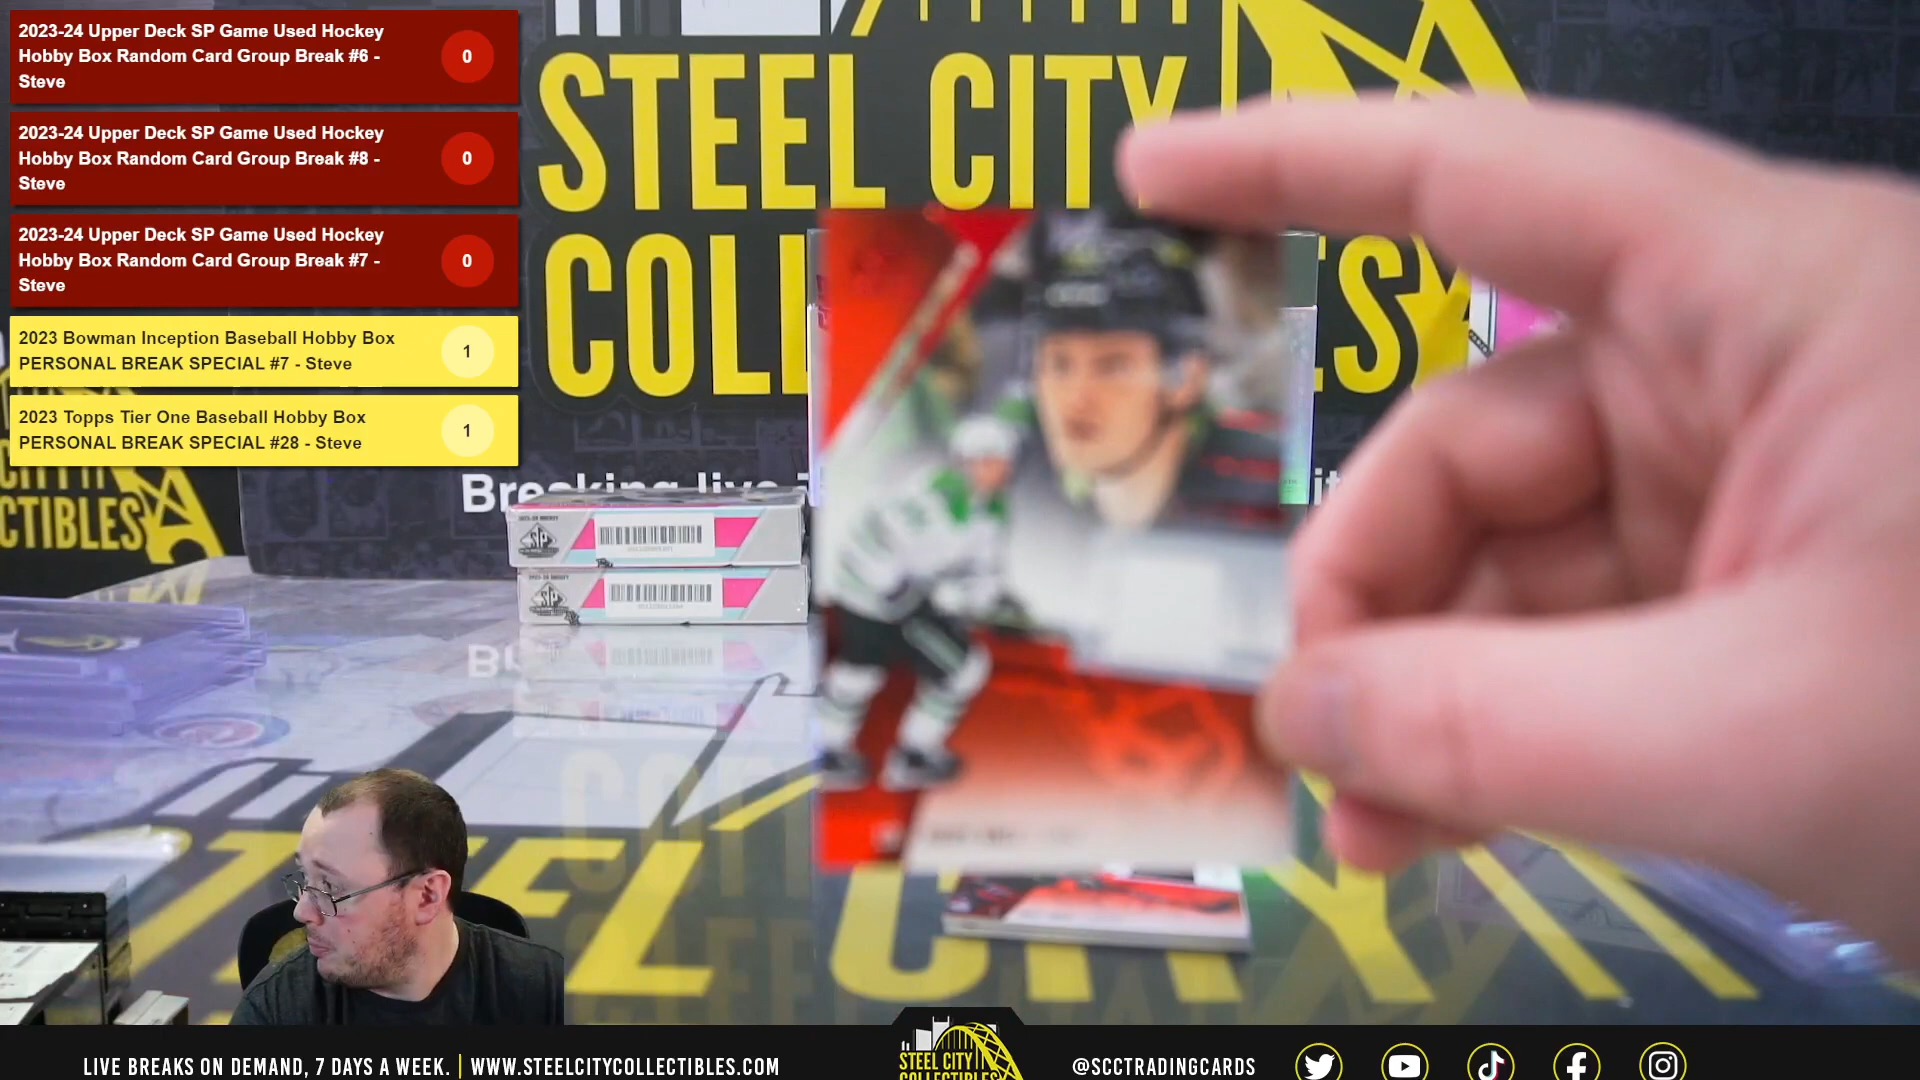 2023-24 Upper Deck SP Game Used Hockey
Hobby Box Random Card Group Break #6 -
Steve
0
2023-24 Upper Deck SP Game Used Hockey
Hobby Box Random Card Group Break #8 -
Steve
0
2023-24 Upper Deck SP Game Used Hockey
Hobby Box Random Card Group Break #7 -
Steve
0
2023 Bowman Inception Baseball Hobby Box
PERSONAL BREAK SPECIAL #7 - Steve
1
2023 Topps Tier One Baseball Hobby Box
PERSONAL BREAK SPECIAL #28 - Steve
1
STEEL CITY
Breaking live
SP
SP
LIVE BREAKS ON DEMAND, 7 DAYS A WEEK. | WWW.STEELCITYCOLLECTIBLES.COM
STEEL CITY
@SCCTRADINGCARDS